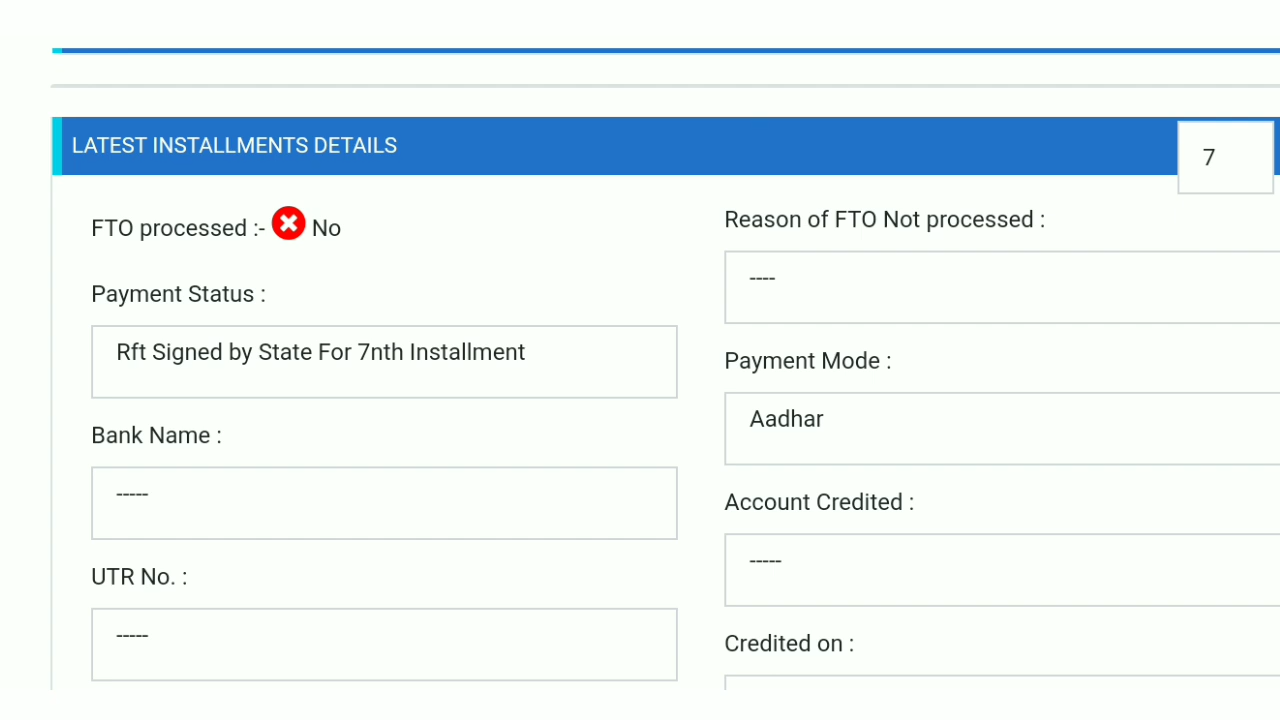 LATEST INSTALLMENTS DETAILS
7
FTO processed :- No
Reason of FTO Not processed :
----
Payment Status :
Rft Signed by State For 7nth Installment
Payment Mode :
Aadhar
Bank Name :
-----
Account Credited :
-----
UTR No. :
-----
Credited on :